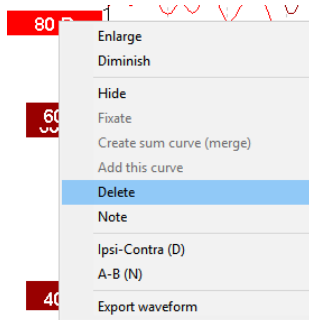 80
Enlarge
Diminish
Hide
60
Fixate
Create sum curve (merge)
Add this curve
Delete
Note
Ipsi-Contra (D)
A-B (N)
40
Export waveform